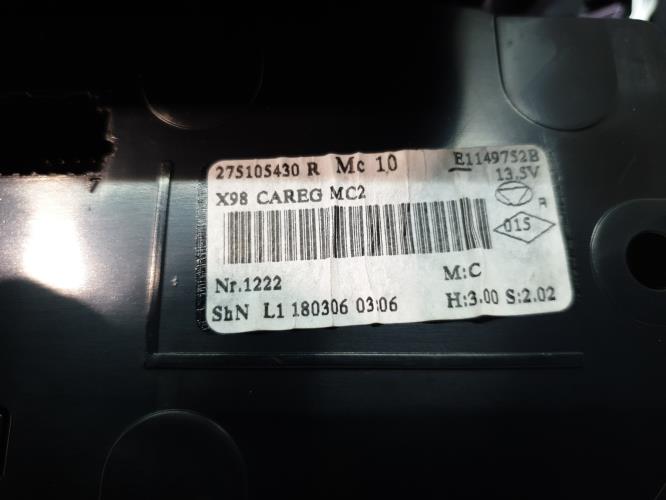 275105430 R Mc 10 E1149752B
13.5V
X98 CAREG MC2
R
015
Nr.1222 M:C
ShN L1 180306 03:06 H:3.00 S:2.02
7